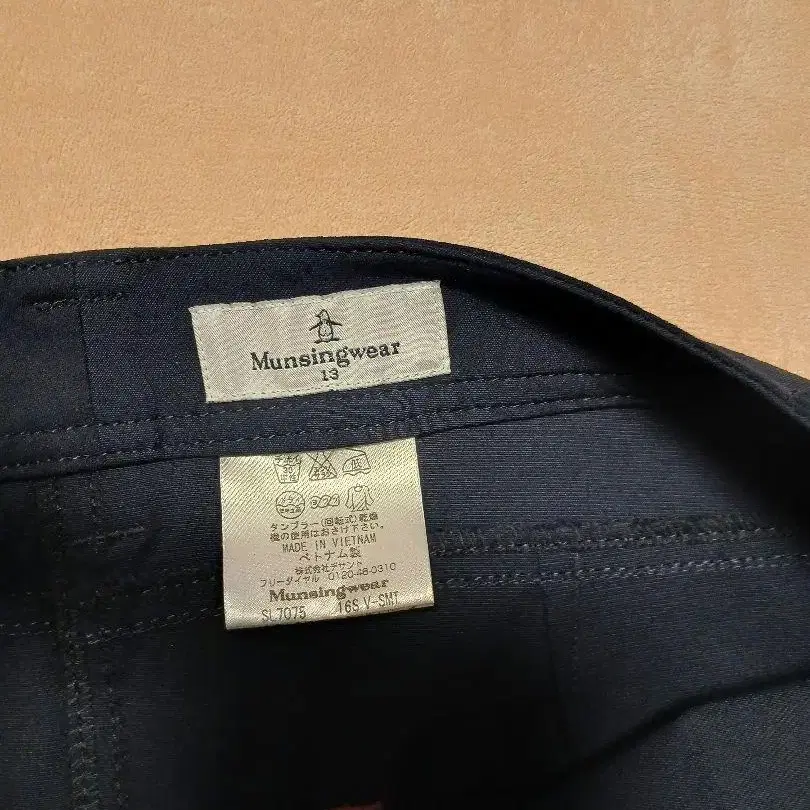 Munsingwear
13
タンブラー(回転式)乾燥
機の使用はおさけ下さい。
MADE IN VIETNAM
ベトナム製
株式会社デサント
フリーダイヤル 0120-46-0310
Munsingwear
SL7075 16S V-SMT